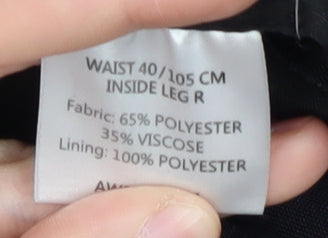 WAIST 40/105 CM
INSIDE LEG R
Fabric: 65% POLYESTER
35% VISCOSE
Lining: 100% POLYESTER